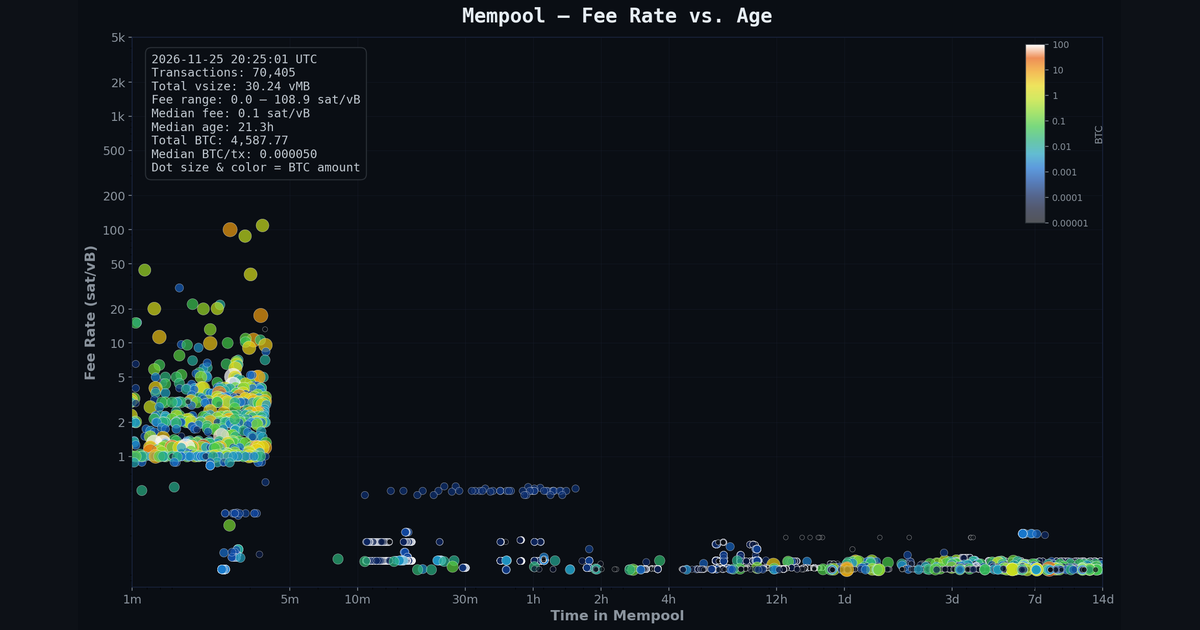 Mempool — Fee Rate vs. Age
2026-11-25 20:25:01 UTC
Transactions: 70,405
Total vsize: 30.24 vMB
Fee range: 0.0 — 108.9 sat/vB
Median fee: 0.1 sat/vB
Median age: 21.3h
Total BTC: 4,587.77
Median BTC/tx: 0.000050
Dot size & color = BTC amount
5k
2k
1k
500
200
100
50
20
10
5
2
1
Fee Rate (sat/vB)
100
10
1
0.1
0.01
0.001
0.0001
0.00001
BTC
1m 5m 10m 30m 1h 2h 4h 12h 1d 3d 7d 14d
Time in Mempool